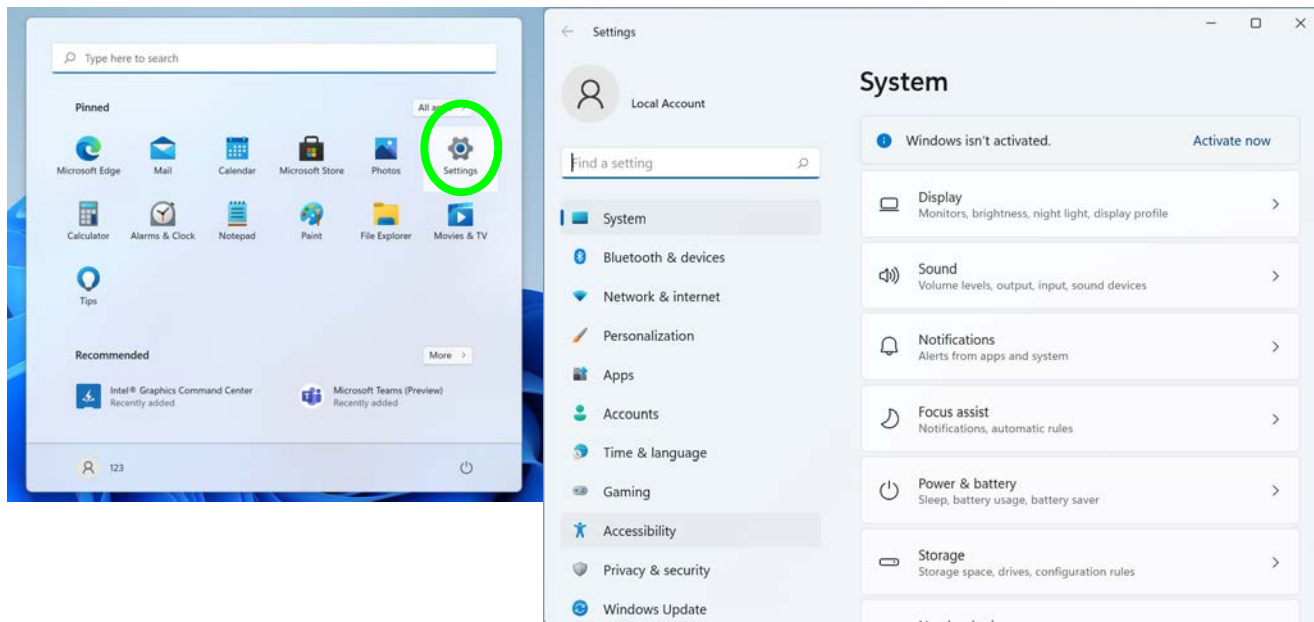 Type here to search
Pinned
All
Microsoft Edge
Mail
Calendar
Microsoft Store
Photos
Settings
Calculator
Alarms & Clock
Notepad
Paint
File Explorer
Movies & TV
Tips
Recommended
More
Intel® Graphics Command Center
Recently added
Microsoft Teams (Preview)
Recently added
123
Settings
Local Account
Find a setting
System
Bluetooth & devices
Network & internet
Personalization
Apps
Accounts
Time & language
Gaming
Accessibility
Privacy & security
Windows Update
System
Windows isn't activated.
Activate now
Display
Monitors, brightness, night light, display profile
Sound
Volume levels, output, input, sound devices
Notifications
Alerts from apps and system
Focus assist
Notifications, automatic rules
Power & battery
Sleep, battery usage, battery saver
Storage
Storage space, drives, configuration rules